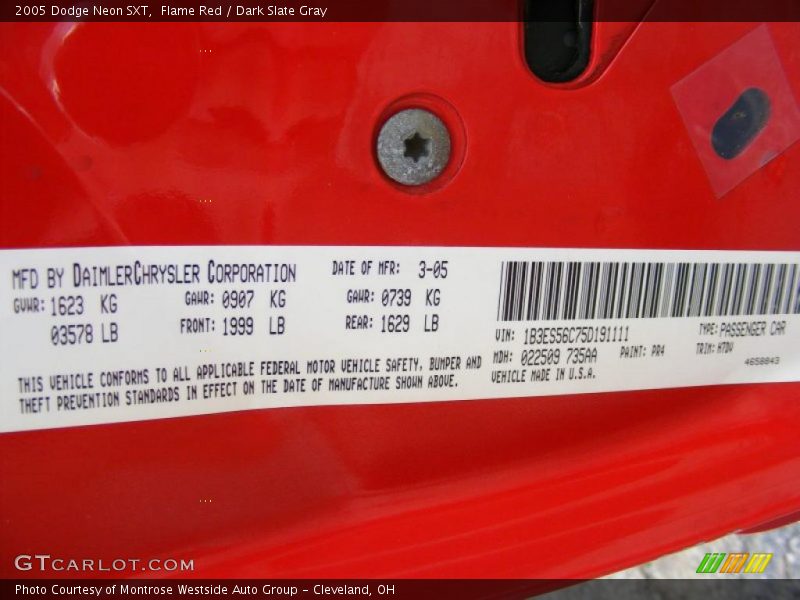 2005 Dodge Neon SXT,  Flame Red / Dark Slate Gray
MFD BY DAIMLERCHRYSLER CORPORATION
DATE OF MFR: 3-05
GVWR: 1623 KG
GAWR: 0907 KG
GAWR: 0739 KG
03578 LB
FRONT: 1999 LB
REAR: 1629 LB
THIS VEHICLE CONFORMS TO ALL APPLICABLE FEDERAL MOTOR VEHICLE SAFETY, BUMPER AND
THEFT PREVENTION STANDARDS IN EFFECT ON THE DATE OF MANUFACTURE SHOWN ABOVE.
VIN: 1B3ES56C75D191111
TYPE: PASSENGER CAR
MDH: 022509 735AA
PAINT: PR4
TRIM: H7DV
VEHICLE MADE IN U.S.A.
4658843
GTCARLOT.COM
Photo Courtesy of Montrose Westside Auto Group - Cleveland, OH